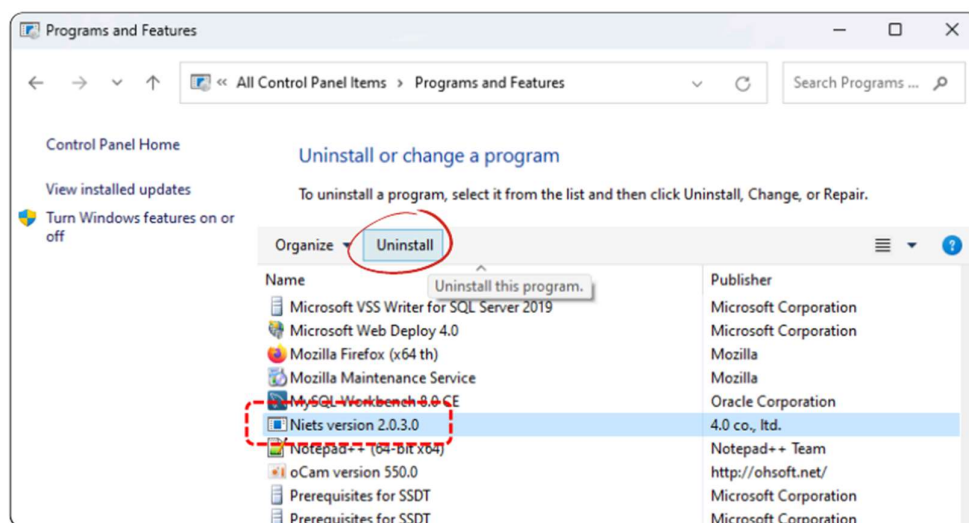 Programs and Features
« All Control Panel Items > Programs and Features
Search Programs ...
Control Panel Home
View installed updates
Turn Windows features on or
off
Uninstall or change a program
To uninstall a program, select it from the list and then click Uninstall, Change, or Repair.
Organize Uninstall
Uninstall this program.
Name Publisher
Microsoft VSS Writer for SQL Server 2019 Microsoft Corporation
Microsoft Web Deploy 4.0 Microsoft Corporation
Mozilla Firefox (x64 th) Mozilla
Mozilla Maintenance Service Mozilla
MySQL Workbench 8.0 CE Oracle Corporation
Niets version 2.0.3.0 4.0 co., ltd.
Notepad++ (64-bit x64) Notepad++ Team
oCam version 550.0 http://ohsoft.net/
Prerequisites for SSDT Microsoft Corporation
Prerequisites for SSDT Microsoft Corporation